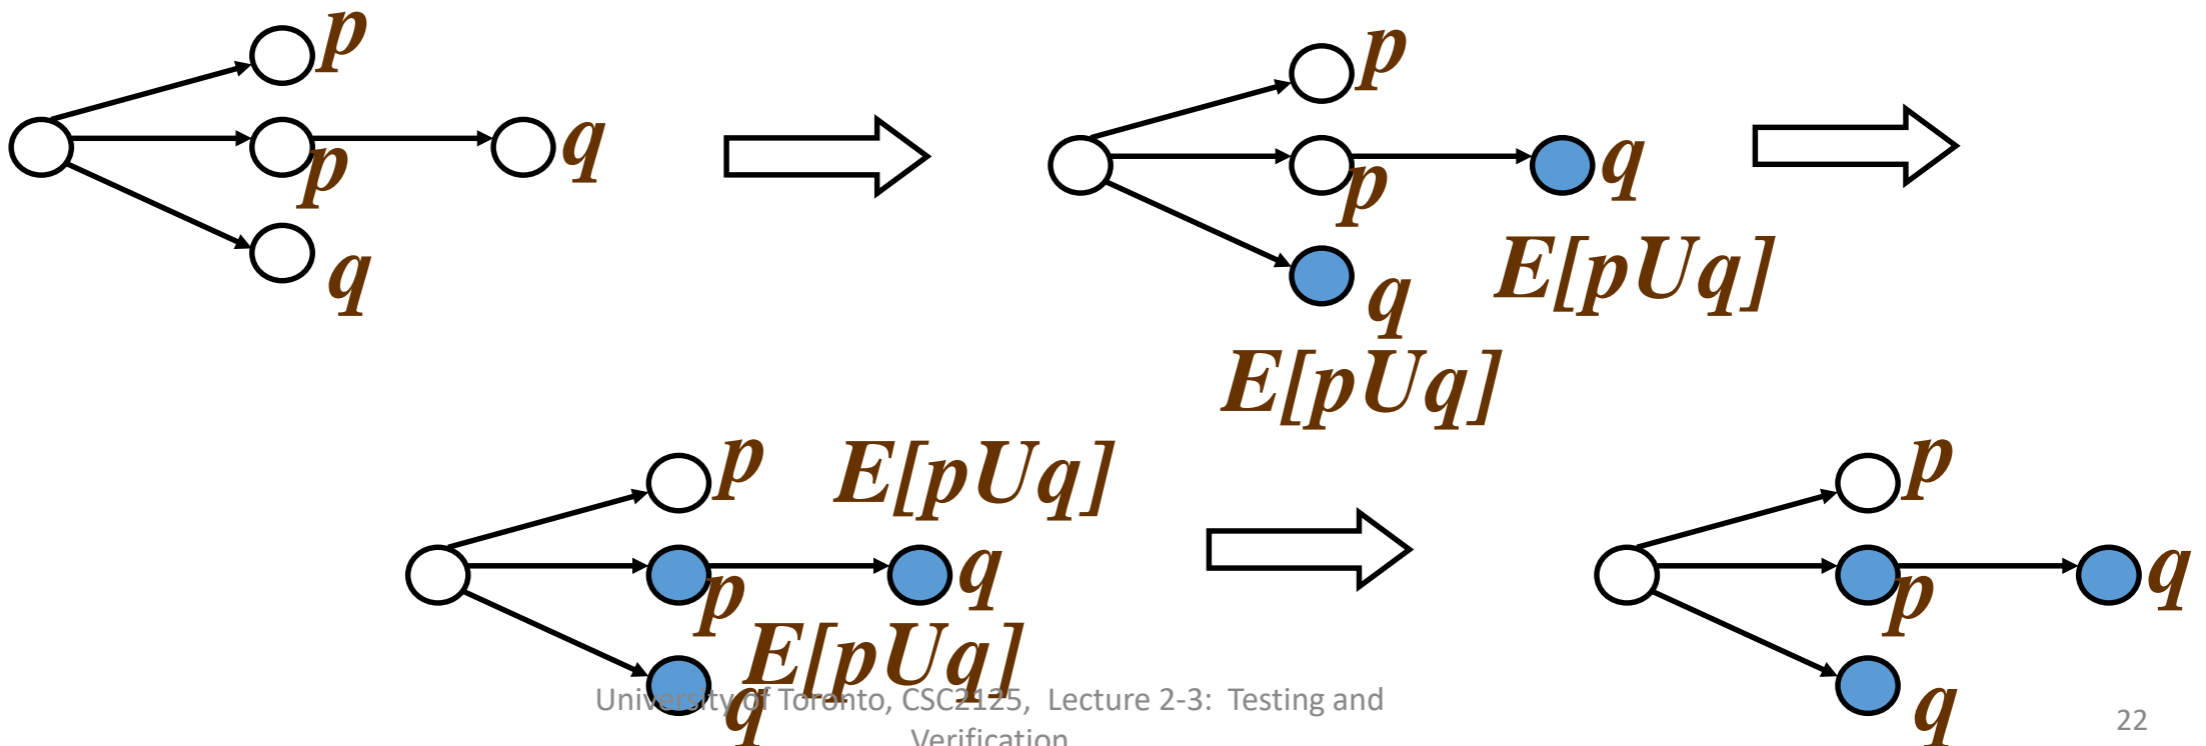 p
p
q
q
p
p
q
q
E[pUq]
E[pUq]
p
E[pUq]
p
q
E[pUq]
q
p
p
q
q
University of Toronto, CSC2125, Lecture 2-3: Testing and
Verification
22